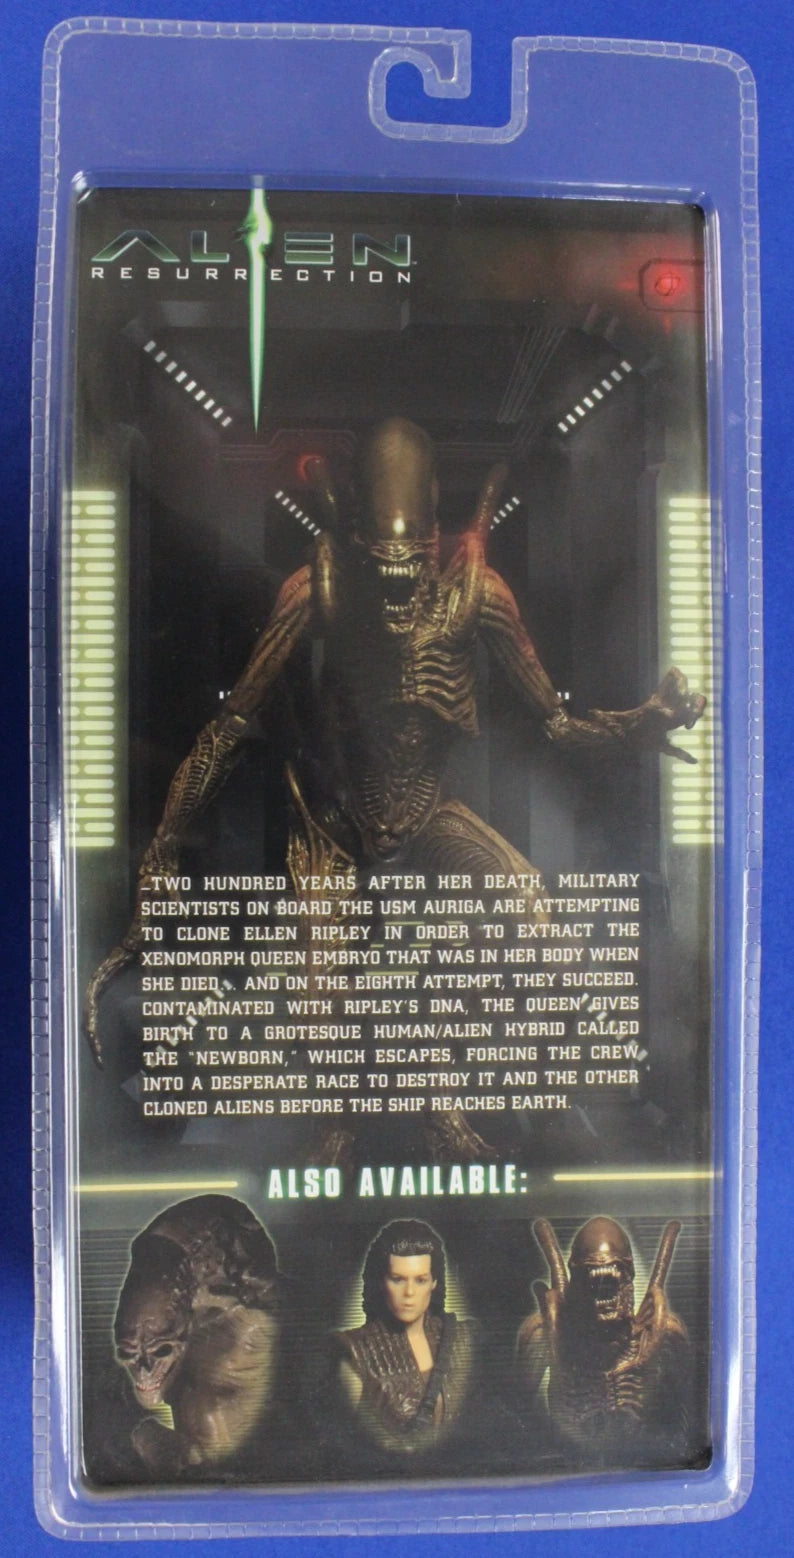 ALIEN™
RESURRECTION
...TWO HUNDRED YEARS AFTER HER DEATH, MILITARY
SCIENTISTS ON BOARD THE USM AURIGA ARE ATTEMPTING
TO CLONE ELLEN RIPLEY IN ORDER TO EXTRACT THE
XENOMORPH QUEEN EMBRYO THAT WAS IN HER BODY WHEN
SHE DIED... AND ON THE EIGHTH ATTEMPT, THEY SUCCEED.
CONTAMINATED WITH RIPLEY'S DNA, THE QUEEN GIVES
BIRTH TO A GROTESQUE HUMAN/ALIEN HYBRID CALLED
THE "NEWBORN," WHICH ESCAPES, FORCING THE CREW
INTO A DESPERATE RACE TO DESTROY IT AND THE OTHER
CLONED ALIENS BEFORE THE SHIP REACHES EARTH.
ALSO AVAILABLE: